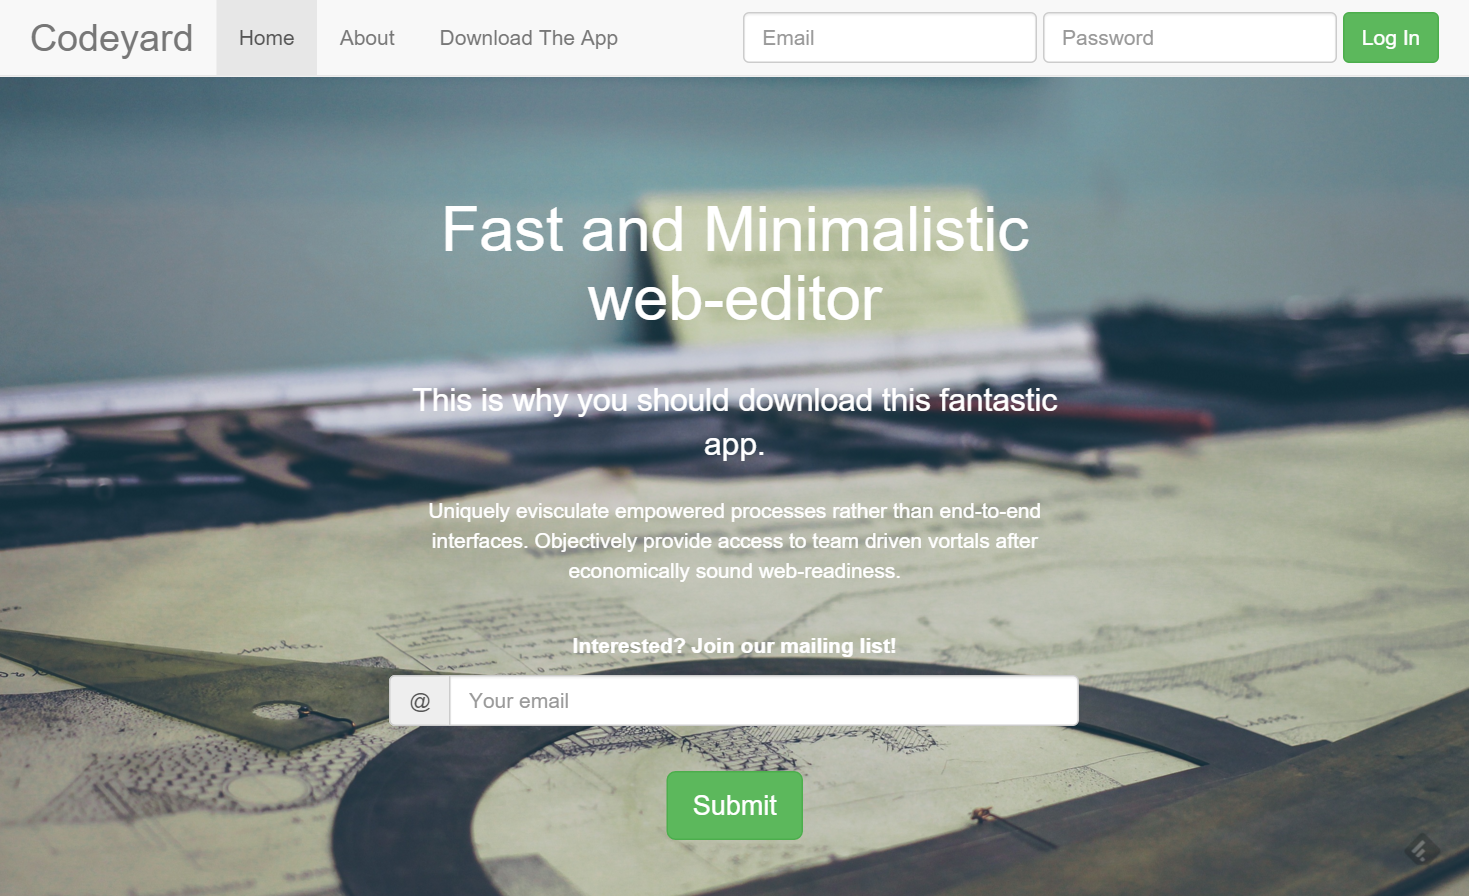 Codeyard Home About Download The App Email Password Log In
Fast and Minimalistic
web-editor
This is why you should download this fantastic
app.
Uniquely evisculate empowered processes rather than end-to-end
interfaces. Objectively provide access to team driven vortals after
economically sound web-readiness.
Interested? Join our mailing list!
@ Your email
Submit